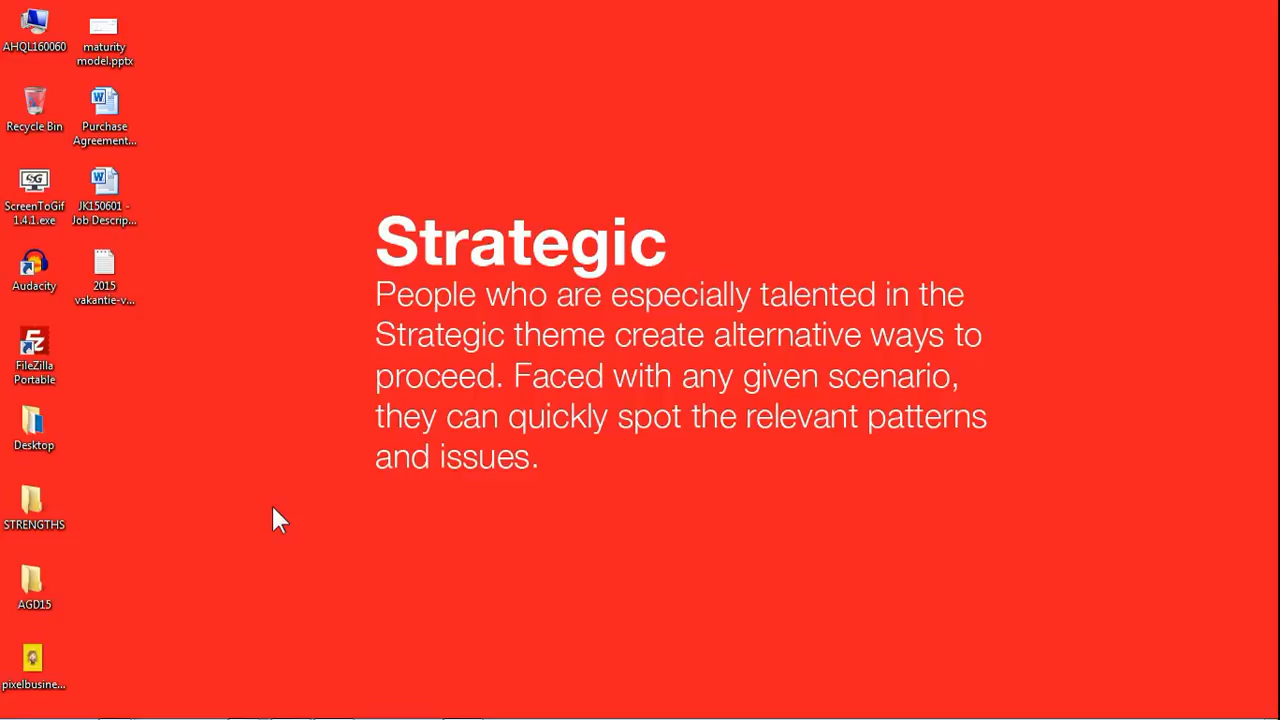 AHQL160060
maturity
model.pptx
Recycle Bin
Purchase
Agreement...
ScreenToGif
1.4.1.exe
JK150601 -
Job Descrip...
Audacity
2015
vakantie-v...
FileZilla
Portable
Desktop
STRENGTHS
AGD15
pixelbusine...
Strategic
People who are especially talented in the
Strategic theme create alternative ways to
proceed. Faced with any given scenario,
they can quickly spot the relevant patterns
and issues.